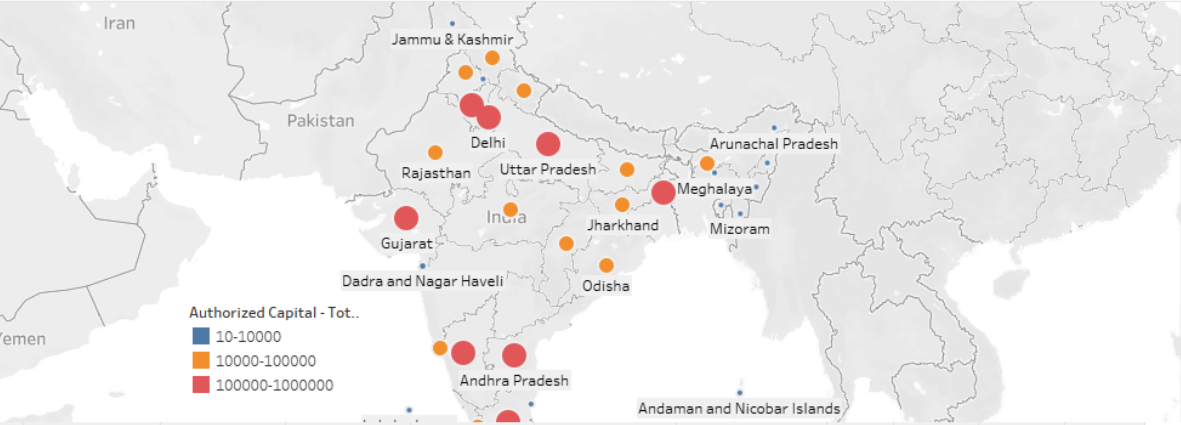 Iran
Jammu & Kashmir
Pakistan
Delhi
Arunachal Pradesh
Rajasthan
Uttar Pradesh
Meghalaya
India
Jharkhand
Mizoram
Gujarat
Dadra and Nagar Haveli
Odisha
Authorized Capital - Tot..
10-10000
Yemen
10000-100000
100000-1000000
Andhra Pradesh
Andaman and Nicobar Islands